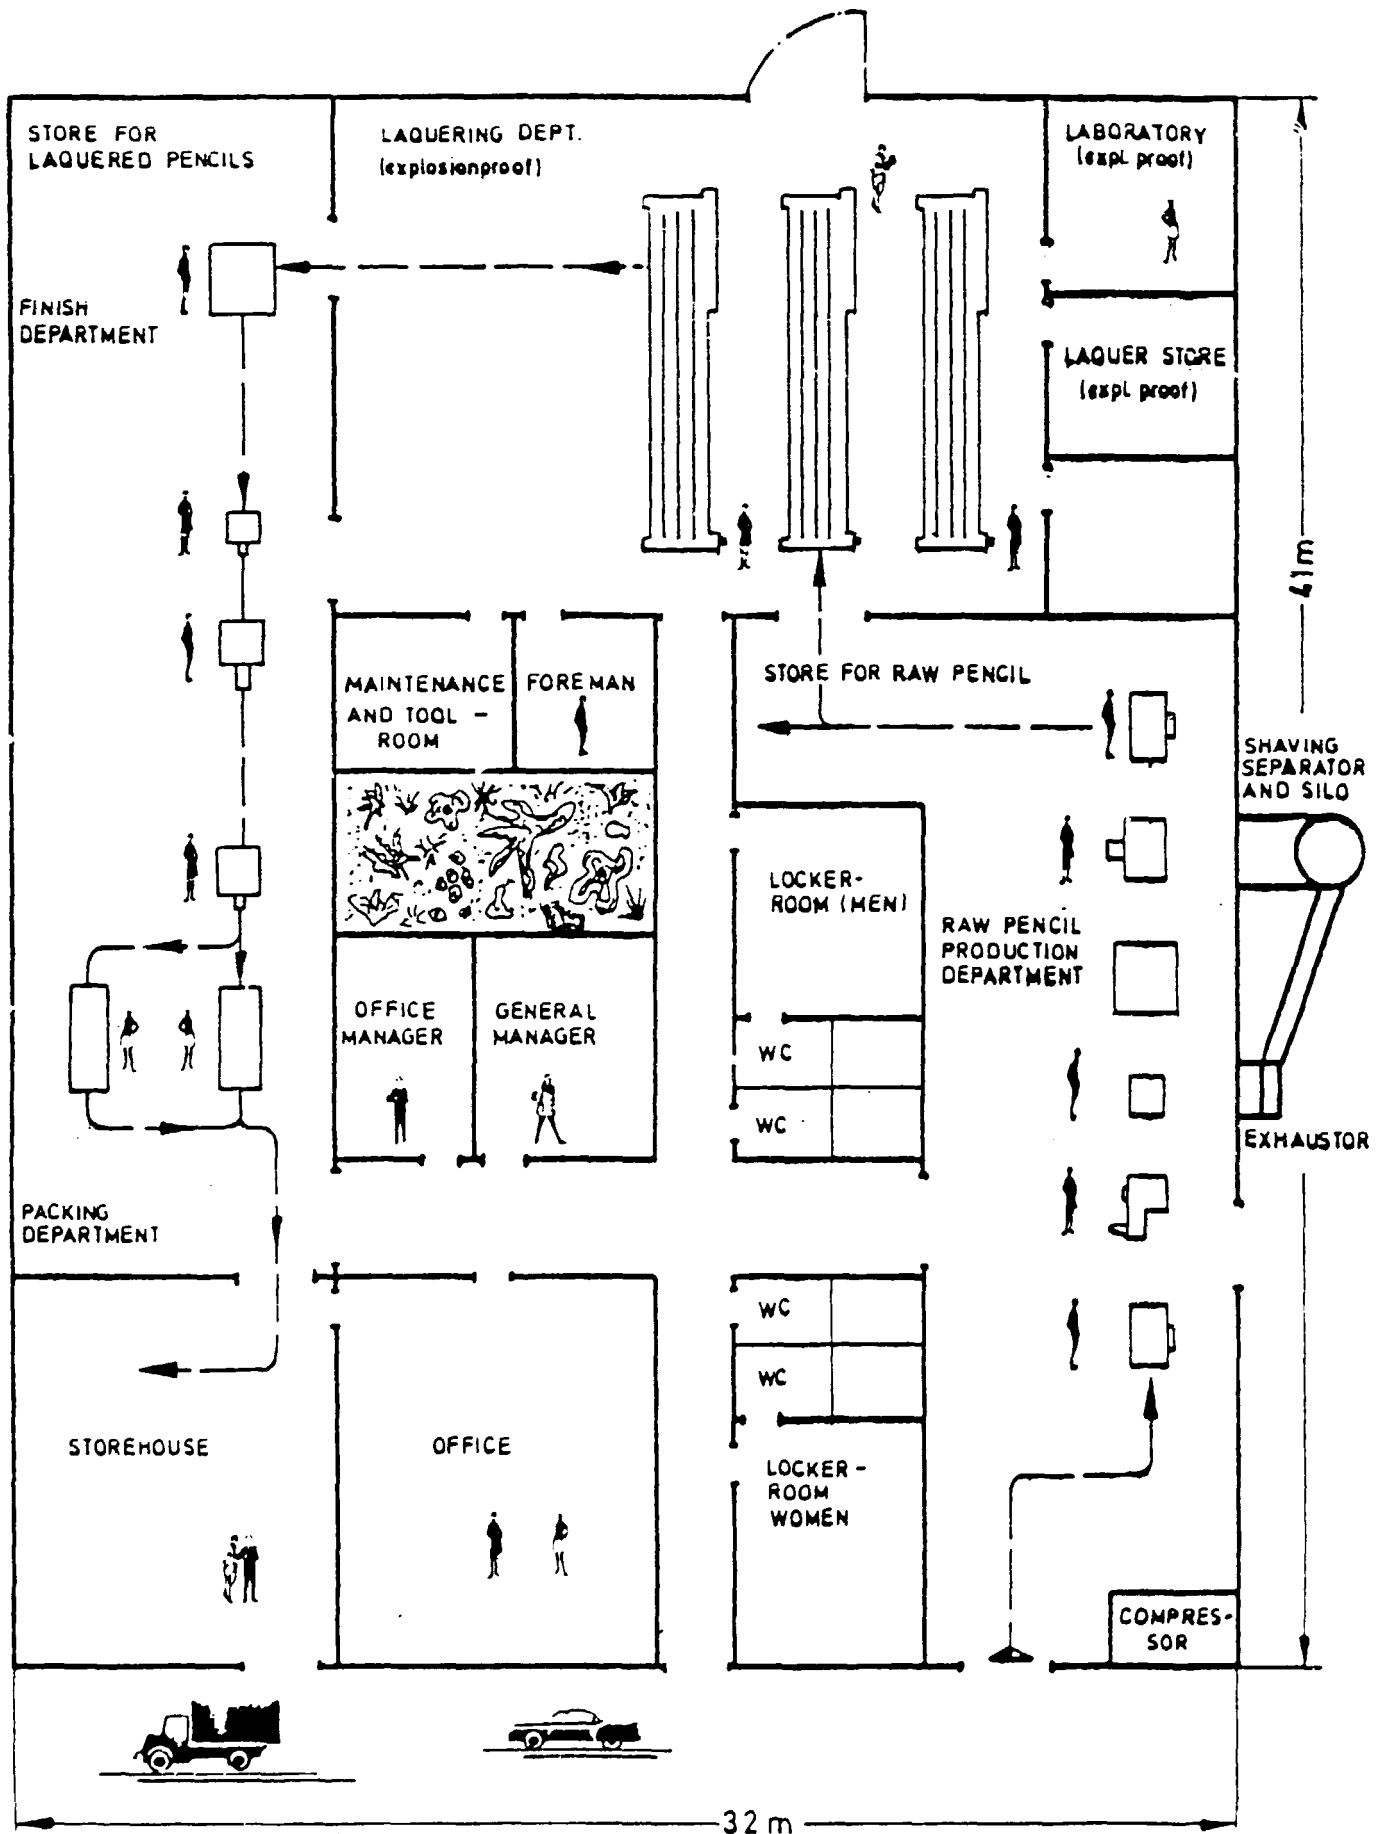 STORE FOR
LAQUERED PENCILS
LAQUERING DEPT.
(explosionproof)
LABORATORY
(expl. proof)
FINISH
DEPARTMENT
LAQUER STORE
(expl. proof)
41m
STORE FOR RAW PENCIL
MAINTENANCE
AND TOOL -
ROOM
FOREMAN
SHAVING
SEPARATOR
AND SILO
LOCKER-
ROOM (MEN)
RAW PENCIL
PRODUCTION
DEPARTMENT
OFFICE
MANAGER
GENERAL
MANAGER
WC
WC
EXHAUSTOR
PACKING
DEPARTMENT
WC
WC
STOREHOUSE
OFFICE
LOCKER -
ROOM
WOMEN
COMPRES-
SOR
32m